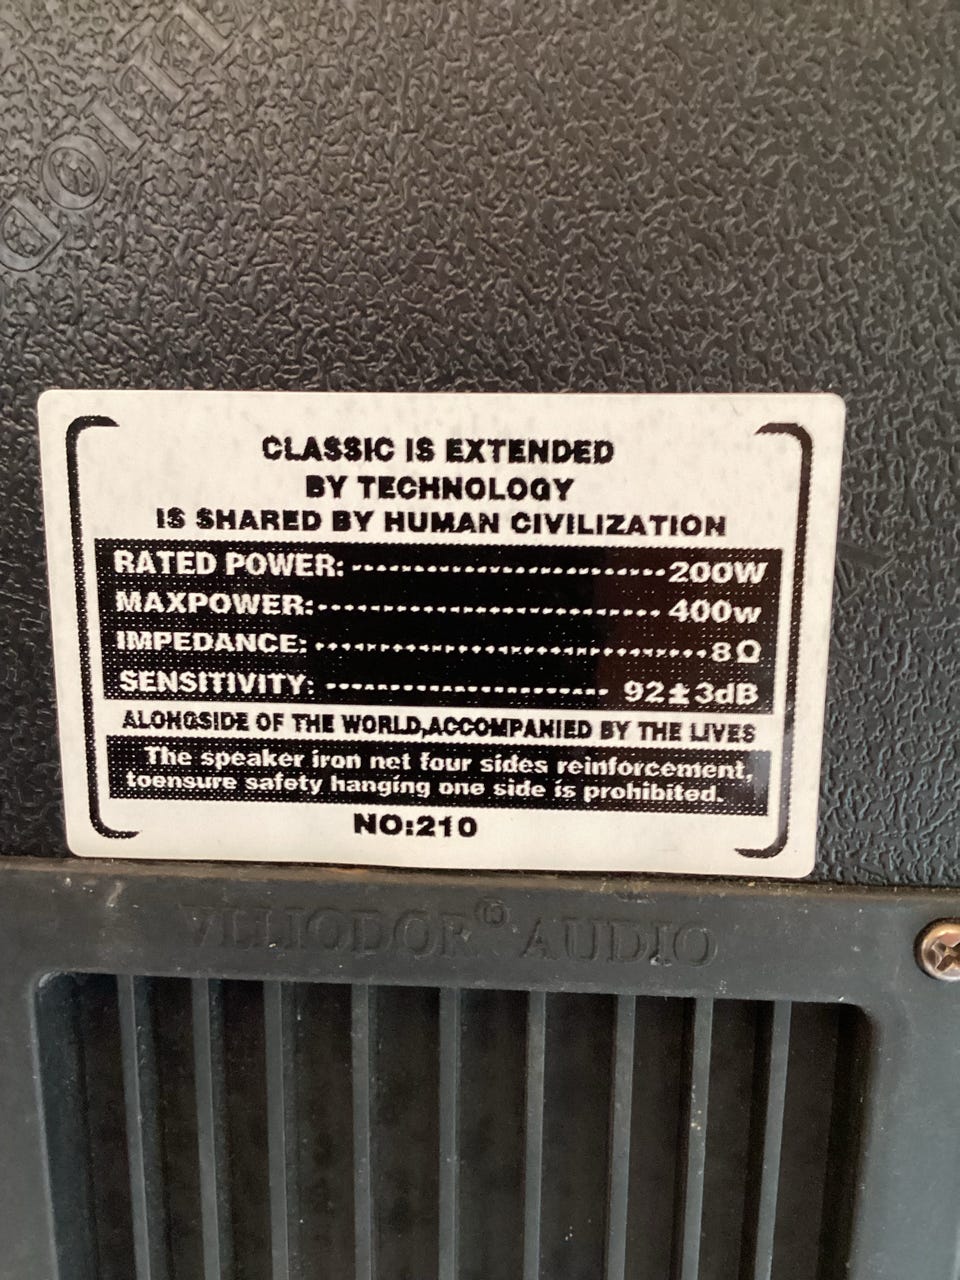 CLASSIC IS EXTENDED
BY TECHNOLOGY
IS SHARED BY HUMAN CIVILIZATION
RATED POWER:--------------------------------200W
MAXPOWER:-------------------------------- 400w
IMPEDANCE:-----------------------------------8Ω
SENSITIVITY:-------------------------- 92±3dB
ALONGSIDE OF THE WORLD,ACCOMPANIED BY THE LIVES
The speaker iron net four sides reinforcement,
toensure safety hanging one side is prohibited.
NO:210
VLLIODOR® AUDIO